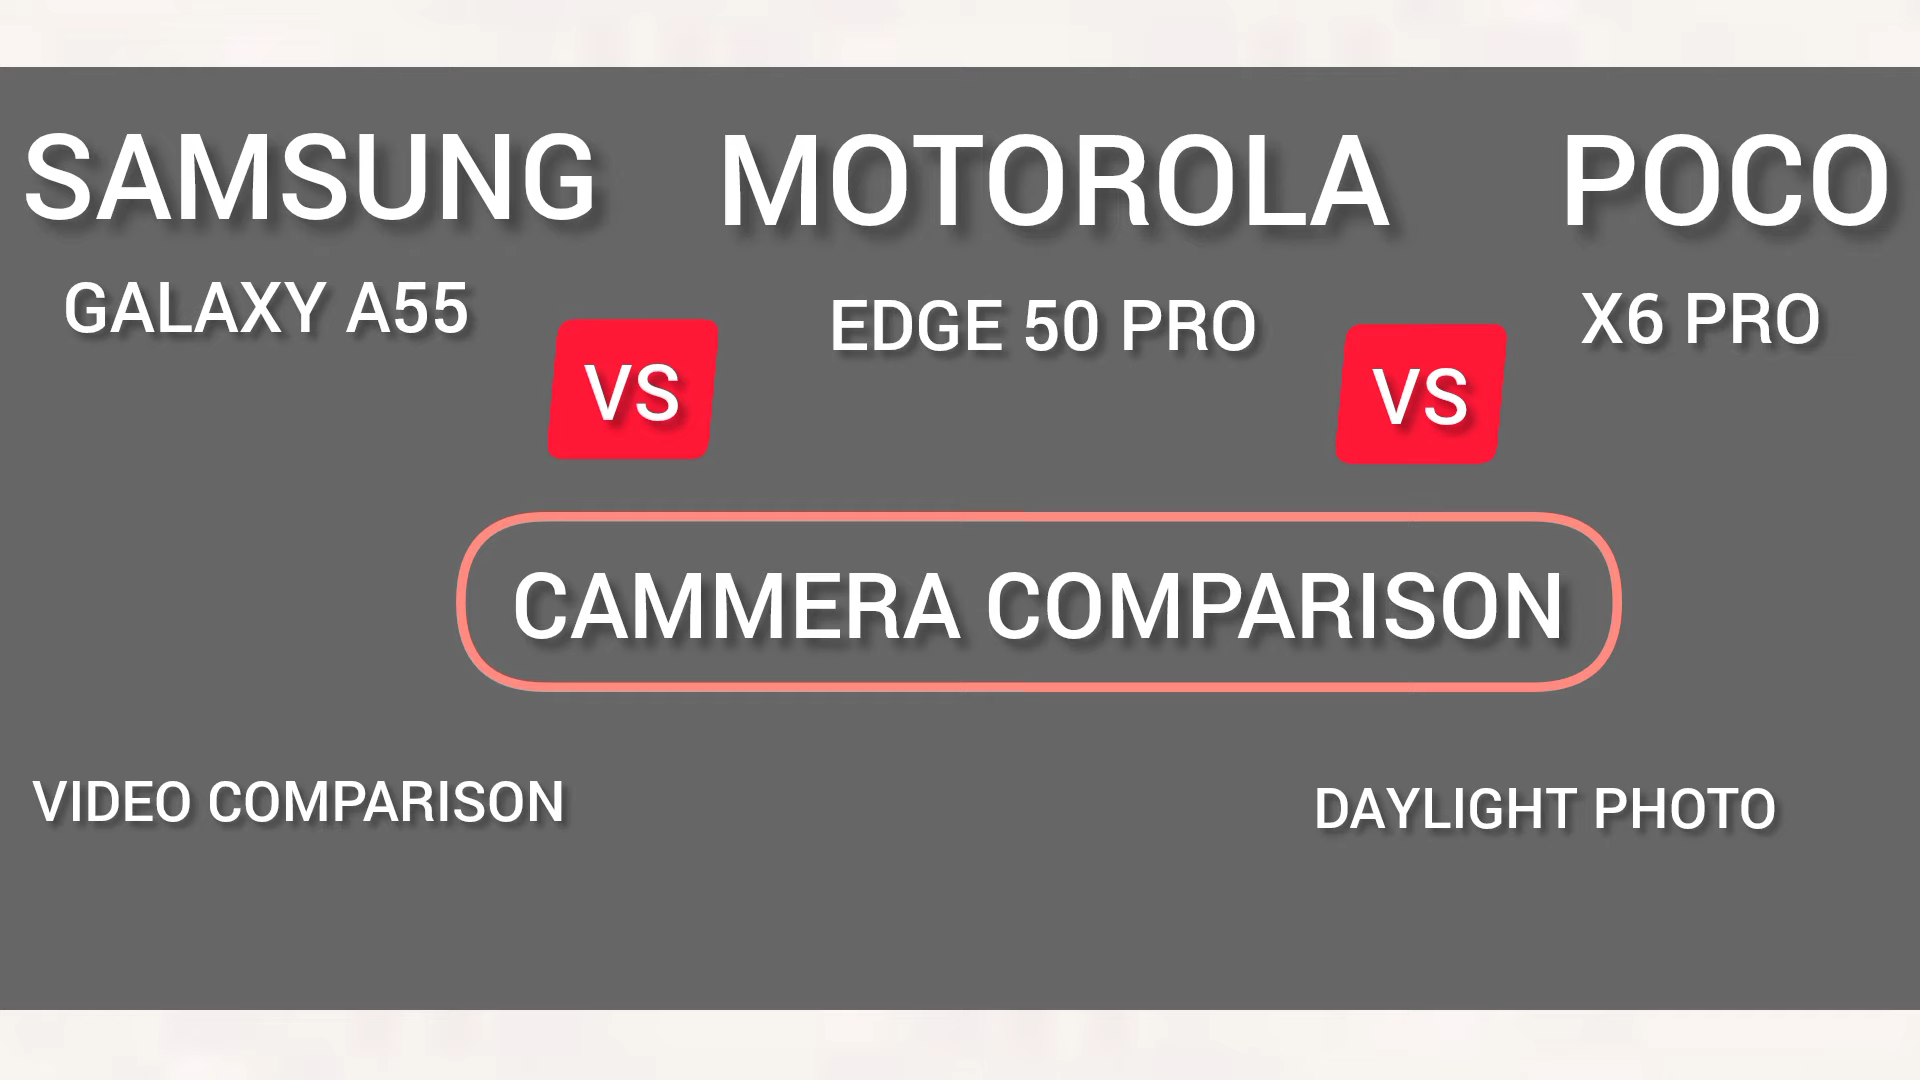 SAMSUNG MOTOROLA POCO
GALAXY A55 EDGE 50 PRO X6 PRO
VS VS
CAMMERA COMPARISON
VIDEO COMPARISON DAYLIGHT PHOTO